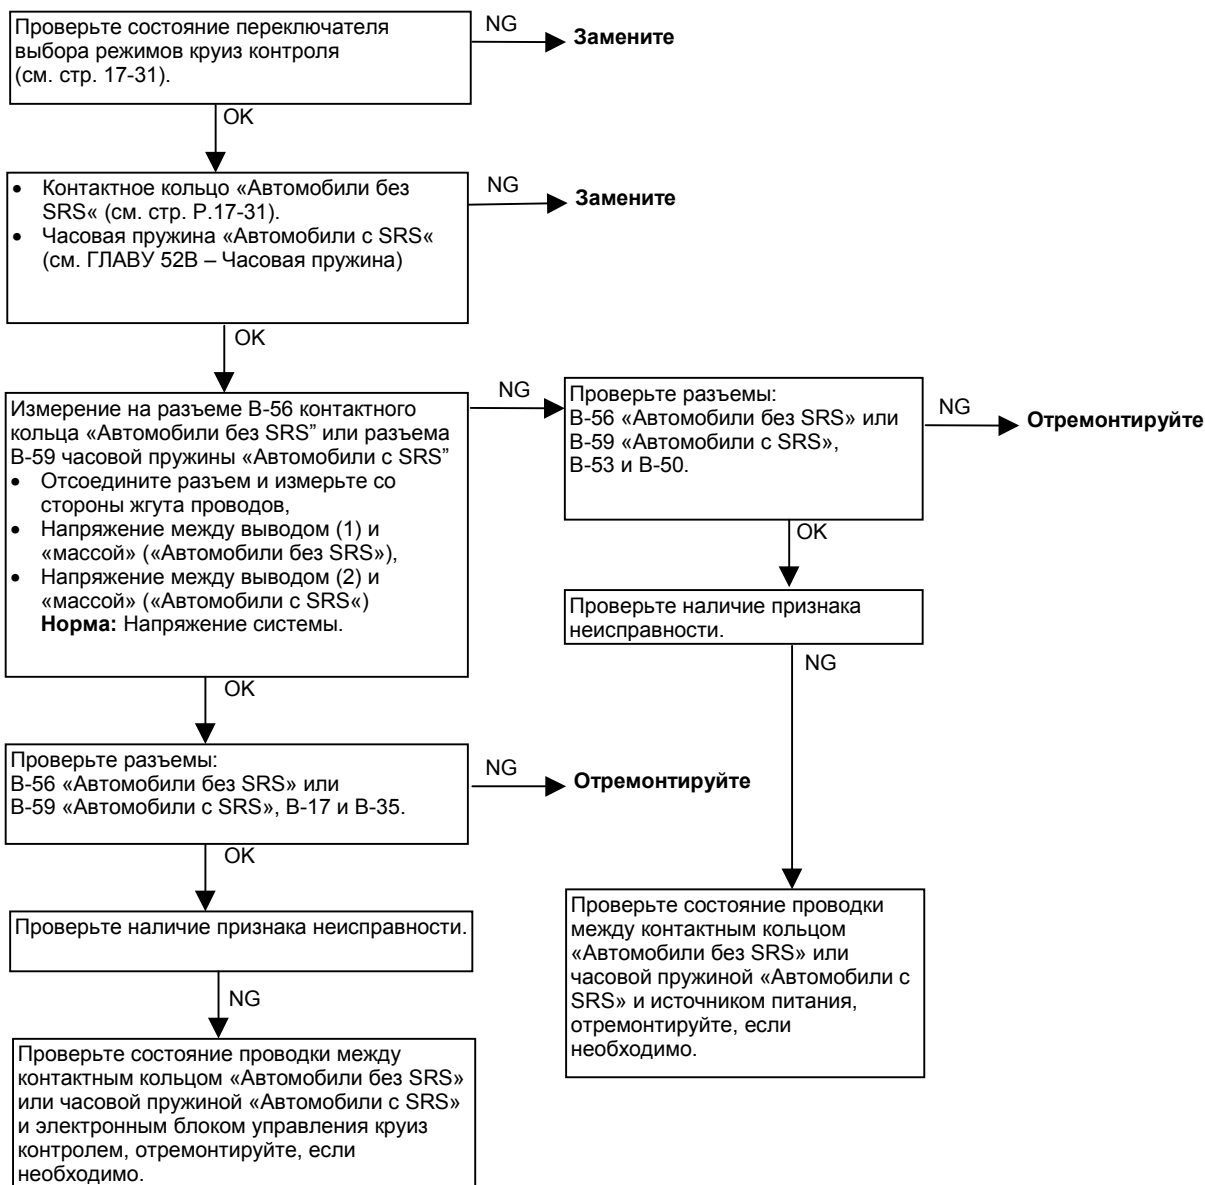 Проверьте состояние переключателя
выбора режимов круиз контроля
(см. стр. 17-31).
NG
Замените
OK
• Контактное кольцо «Автомобили без
SRS« (см. стр. P.17-31).
• Часовая пружина «Автомобили с SRS«
(см. ГЛАВУ 52В – Часовая пружина)
NG
Замените
OK
Измерение на разъеме В-56 контактного
кольца «Автомобили без SRS” или разъема
В-59 часовой пружины «Автомобили с SRS”
• Отсоедините разъем и измерьте со
стороны жгута проводов,
• Напряжение между выводом (1) и
«массой» («Автомобили без SRS»),
• Напряжение между выводом (2) и
«массой» («Автомобили с SRS«)
Норма: Напряжение системы.
NG
Проверьте разъемы:
В-56 «Автомобили без SRS» или
В-59 «Автомобили с SRS»,
В-53 и В-50.
NG
Отремонтируйте
OK
Проверьте наличие признака
неисправности.
NG
Проверьте состояние проводки
между контактным кольцом
«Автомобили без SRS» или
часовой пружиной «Автомобили с
SRS» и источником питания,
отремонтируйте, если
необходимо.
OK
Проверьте разъемы:
В-56 «Автомобили без SRS» или
В-59 «Автомобили с SRS», В-17 и В-35.
NG
Отремонтируйте
OK
Проверьте наличие признака неисправности.
NG
Проверьте состояние проводки между
контактным кольцом «Автомобили без SRS»
или часовой пружиной «Автомобили с SRS»
и электронным блоком управления круиз
контролем, отремонтируйте, если
необходимо.